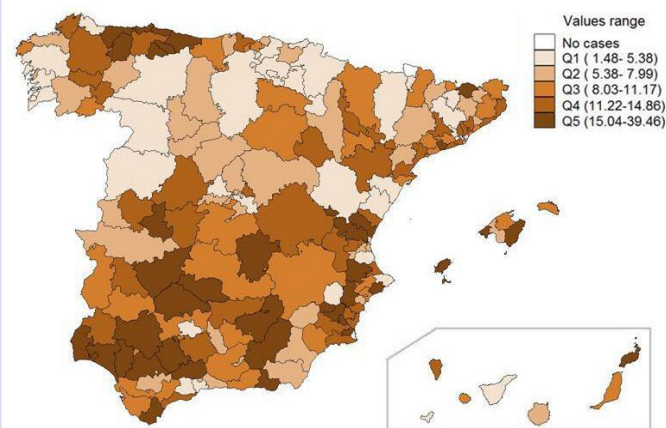 Values range
No cases
Q1 ( 1.48- 5.38)
Q2 ( 5.38- 7.99)
Q3 ( 8.03-11.17)
Q4 (11.22-14.86)
Q5 (15.04-39.46)